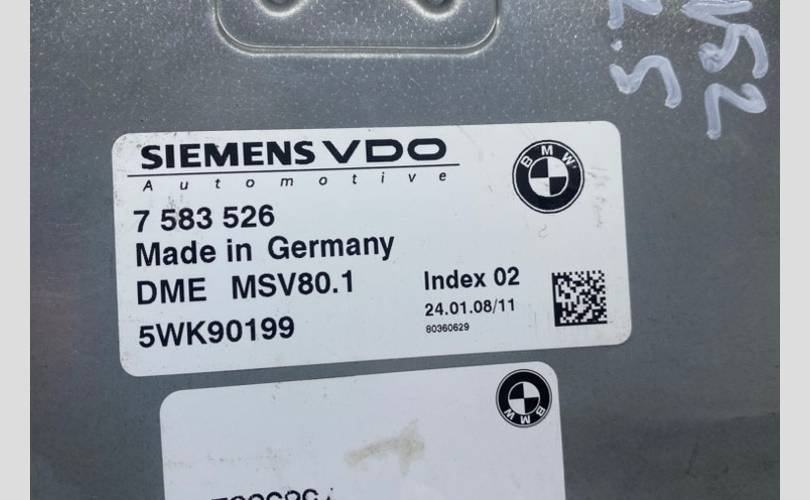 N52
SIEMENS VDO
Automotive
BMW
7 583 526
Made in Germany
DME MSV80.1
Index 02
24.01.08/11
5WK90199
80360629
BMW